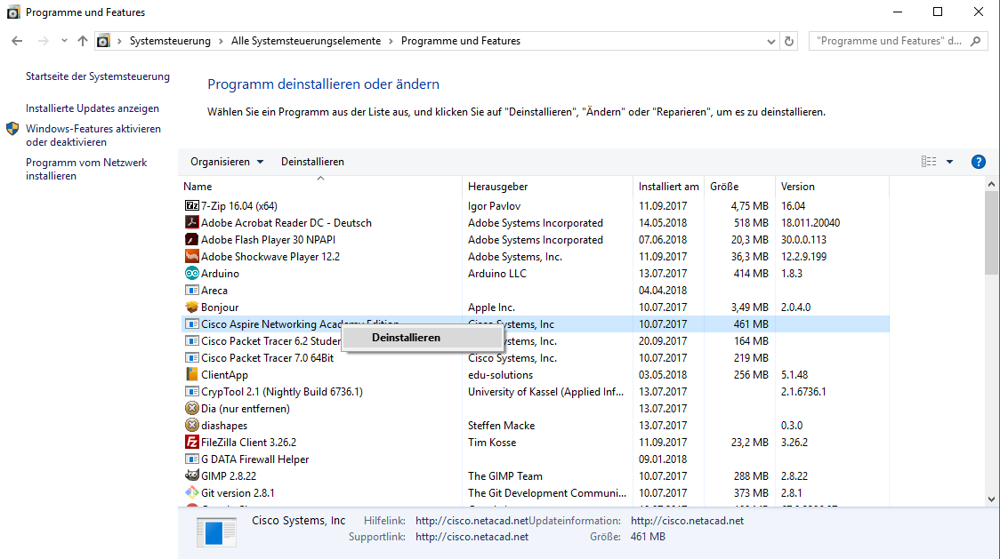 Programme und Features
Systemsteuerung > Alle Systemsteuerungselemente > Programme und Features
"Programme und Features" d...
Startseite der Systemsteuerung
Installierte Updates anzeigen
Windows-Features aktivieren
oder deaktivieren
Programm vom Netzwerk
installieren
Programm deinstallieren oder ändern
Wählen Sie ein Programm aus der Liste aus, und klicken Sie auf "Deinstallieren", "Ändern" oder "Reparieren", um es zu deinstallieren.
Organisieren Deinstallieren ?
Name Herausgeber Installiert am Größe Version
7-Zip 16.04 (x64) Igor Pavlov 11.09.2017 4,75 MB 16.04
Adobe Acrobat Reader DC - Deutsch Adobe Systems Incorporated 14.05.2018 518 MB 18.011.20040
Adobe Flash Player 30 NPAPI Adobe Systems Incorporated 07.06.2018 20,3 MB 30.0.0.113
Adobe Shockwave Player 12.2 Adobe Systems, Inc. 11.09.2017 36,3 MB 12.2.9.199
Arduino Arduino LLC 13.07.2017 414 MB 1.8.3
Areca 04.04.2018
Bonjour Apple Inc. 10.07.2017 3,49 MB 2.0.4.0
Cisco Aspire Networking Academy Edition Cisco Systems, Inc 10.07.2017 461 MB
Deinstallieren
Cisco Packet Tracer 6.2 Studen ystems, Inc. 20.09.2017 164 MB
Cisco Packet Tracer 7.0 64Bit Cisco Systems, Inc. 10.07.2017 219 MB
ClientApp edu-solutions 03.05.2018 256 MB 5.1.48
CrypTool 2.1 (Nightly Build 6736.1) University of Kassel (Applied Inf... 13.07.2017 2.1.6736.1
Dia (nur entfernen) 13.07.2017
diashapes Steffen Macke 13.07.2017 0.3.0
FileZilla Client 3.26.2 Tim Kosse 11.09.2017 23,2 MB 3.26.2
G DATA Firewall Helper 09.01.2018
GIMP 2.8.22 The GIMP Team 10.07.2017 288 MB 2.8.22
Git version 2.8.1 The Git Development Communi... 10.07.2017 373 MB 2.8.1
Cisco Systems, Inc Hilfelink: http://cisco.netacad.net Updateinformation: http://cisco.netacad.net
Supportlink: http://cisco.netacad.net Größe: 461 MB